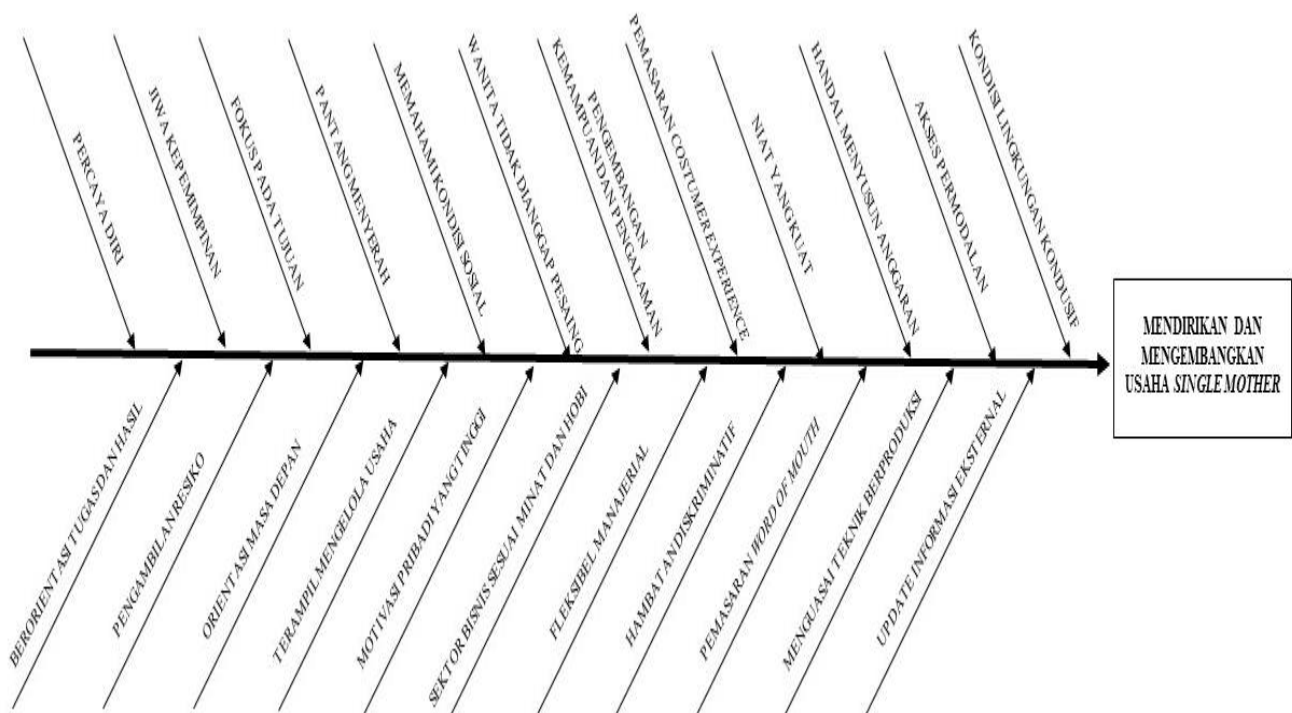 PERCAYA DIRI
JIWA KEPEMIMPINAN
FOKUS PADA TUJUAN
PANTANG MENYERAH
MEMAHAMI KONDISI SOSIAL
WANITA TIDAK DIANGGAP PESAING
PENGEMBANGAN
KEMAMPUAN DAN PENGALAMAN
PEMASARAN COSTUMER EXPERIENCE
NIAT YANG KUAT
HANDAL MENYUSUN ANGGARAN
AKSES PERMODALAN
KONDISI LINGKUNGAN KONDUSIF
MENDIRIKAN DAN
MENGEMBANGKAN
USAHA SINGLE MOTHER
BERORIENTASI TUGAS DAN HASIL
PENGAMBILAN RESIKO
ORIENTASI MASA DEPAN
TERAMPIL MENGELOLA USAHA
MOTIVASI PRIBADI YANG TINGGI
SEKTOR BISNIS SESUAI MINAT DAN HOBI
FLEKSIBEL MANAJERIAL
HAMBATAN DISKRIMINATIF
PEMASARAN WORD OF MOUTH
MENGUASAI TEKNIK BERPRODUKSI
UPDATE INFORMASI EKSTERNAL